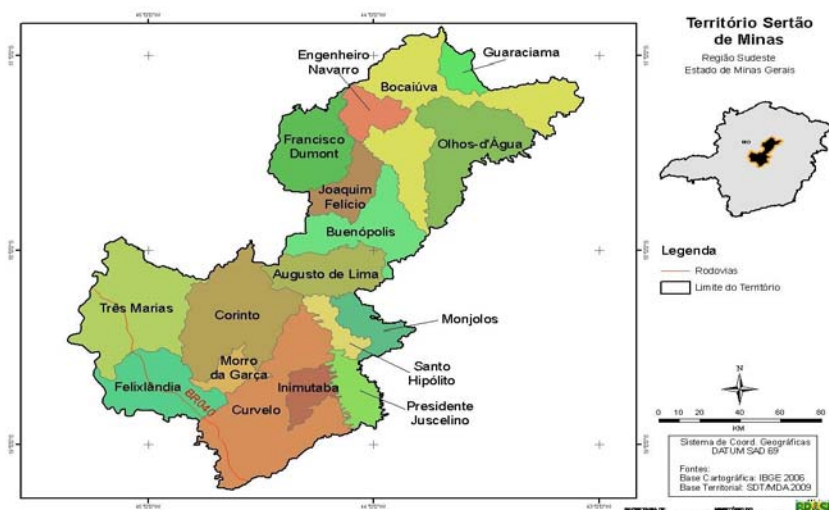 Território Sertão
de Minas
Região Sudeste
Estado de Minas Gerais
Guaraciama
Engenheiro
Navarro
Bocaiúva
Francisco
Dumont
Olhos-d'Água
Joaquim
Felício
Buenópolis
Augusto de Lima
Três Marias
Corinto
Monjolos
Morro
da Garça
Santo
Hipólito
Felixlândia
Inimutaba
Presidente
Juscelino
Curvelo
BR040
Legenda
Rodovias
Limite do Território
N
20 10 0 20 40 60 80
KM
Sistema de Coord. Geográficas
DATUM SAD 69
Fontes:
Base Cartográfica: IBGE 2006
Base Territorial: SDT/MDA 2009